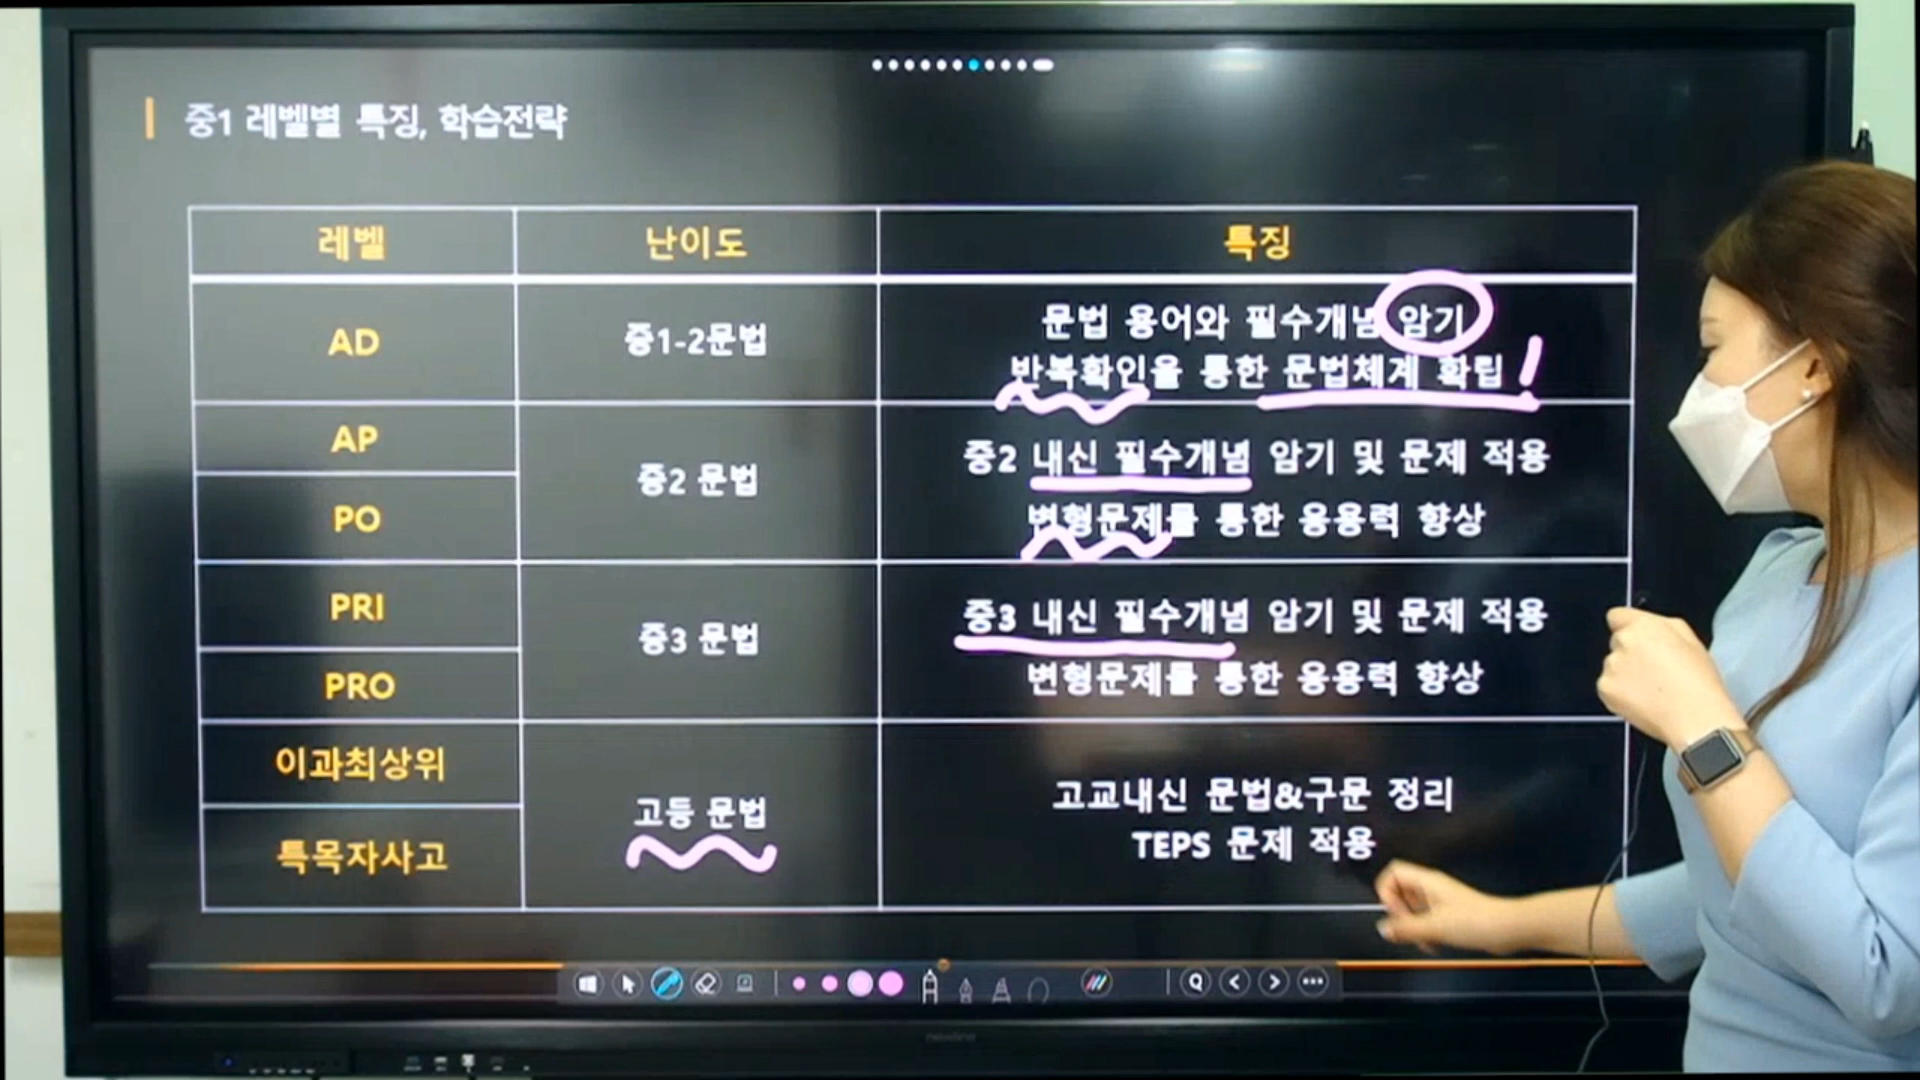 중1 레벨별 특징, 학습전략
레벨
난이도
특징
AD
중1-2문법
문법 용어와 필수개념 암기
반복확인을 통한 문법체계 확립
!
AP
PO
중2 문법
중2 내신 필수개념 암기 및 문제 적용
변형문제를 통한 응용력 향상
PRI
PRO
중3 문법
중3 내신 필수개념 암기 및 문제 적용
변형문제를 통한 응용력 향상
이과최상위
특목자사고
고등 문법
고교내신 문법&구문 정리
TEPS 문제 적용
newline